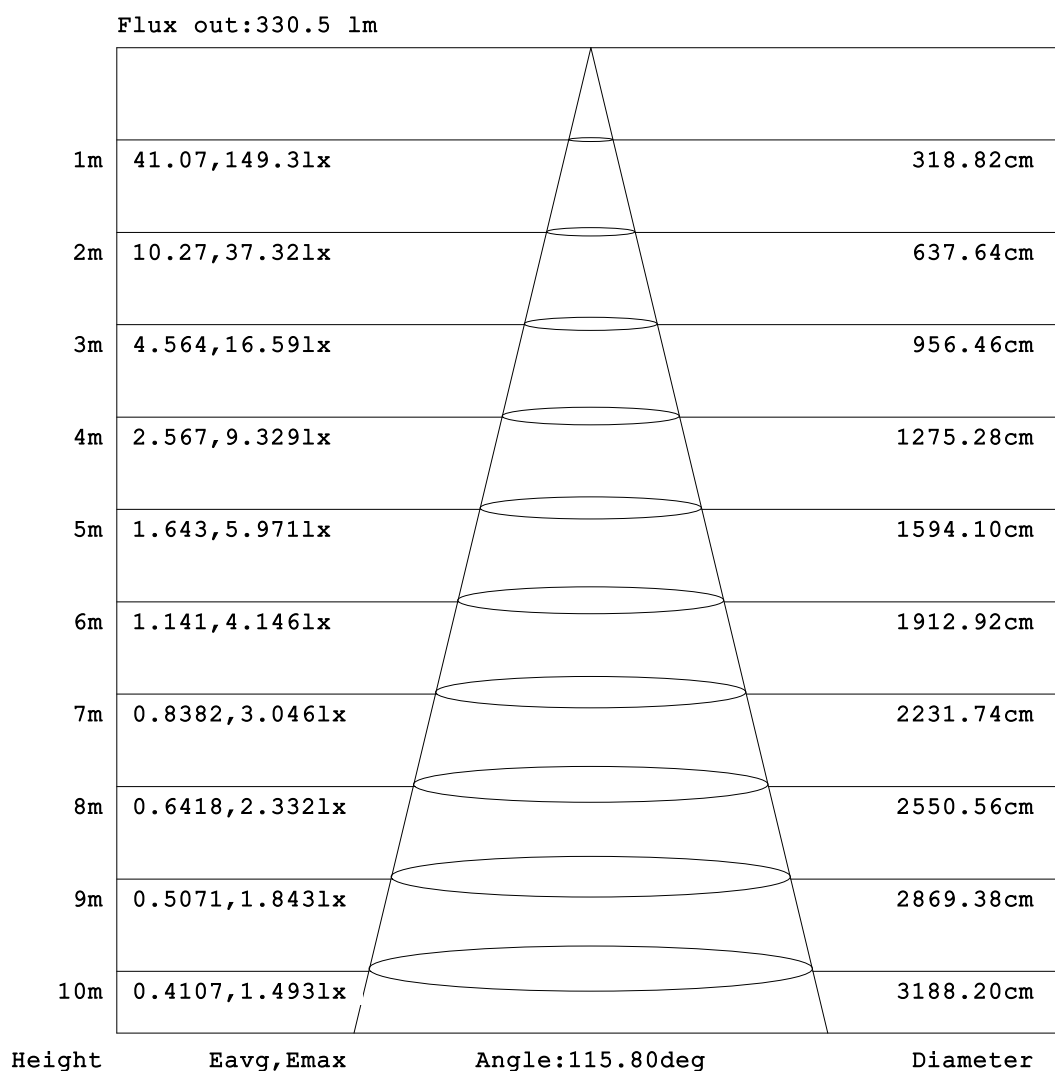 Flux out:330.5 lm
1m 41.07,149.3lx 318.82cm
2m 10.27,37.32lx 637.64cm
3m 4.564,16.59lx 956.46cm
4m 2.567,9.329lx 1275.28cm
5m 1.643,5.971lx 1594.10cm
6m 1.141,4.146lx 1912.92cm
7m 0.8382,3.046lx 2231.74cm
8m 0.6418,2.332lx 2550.56cm
9m 0.5071,1.843lx 2869.38cm
10m 0.4107,1.493lx 3188.20cm
Height Eavg,Emax Angle:115.80deg Diameter